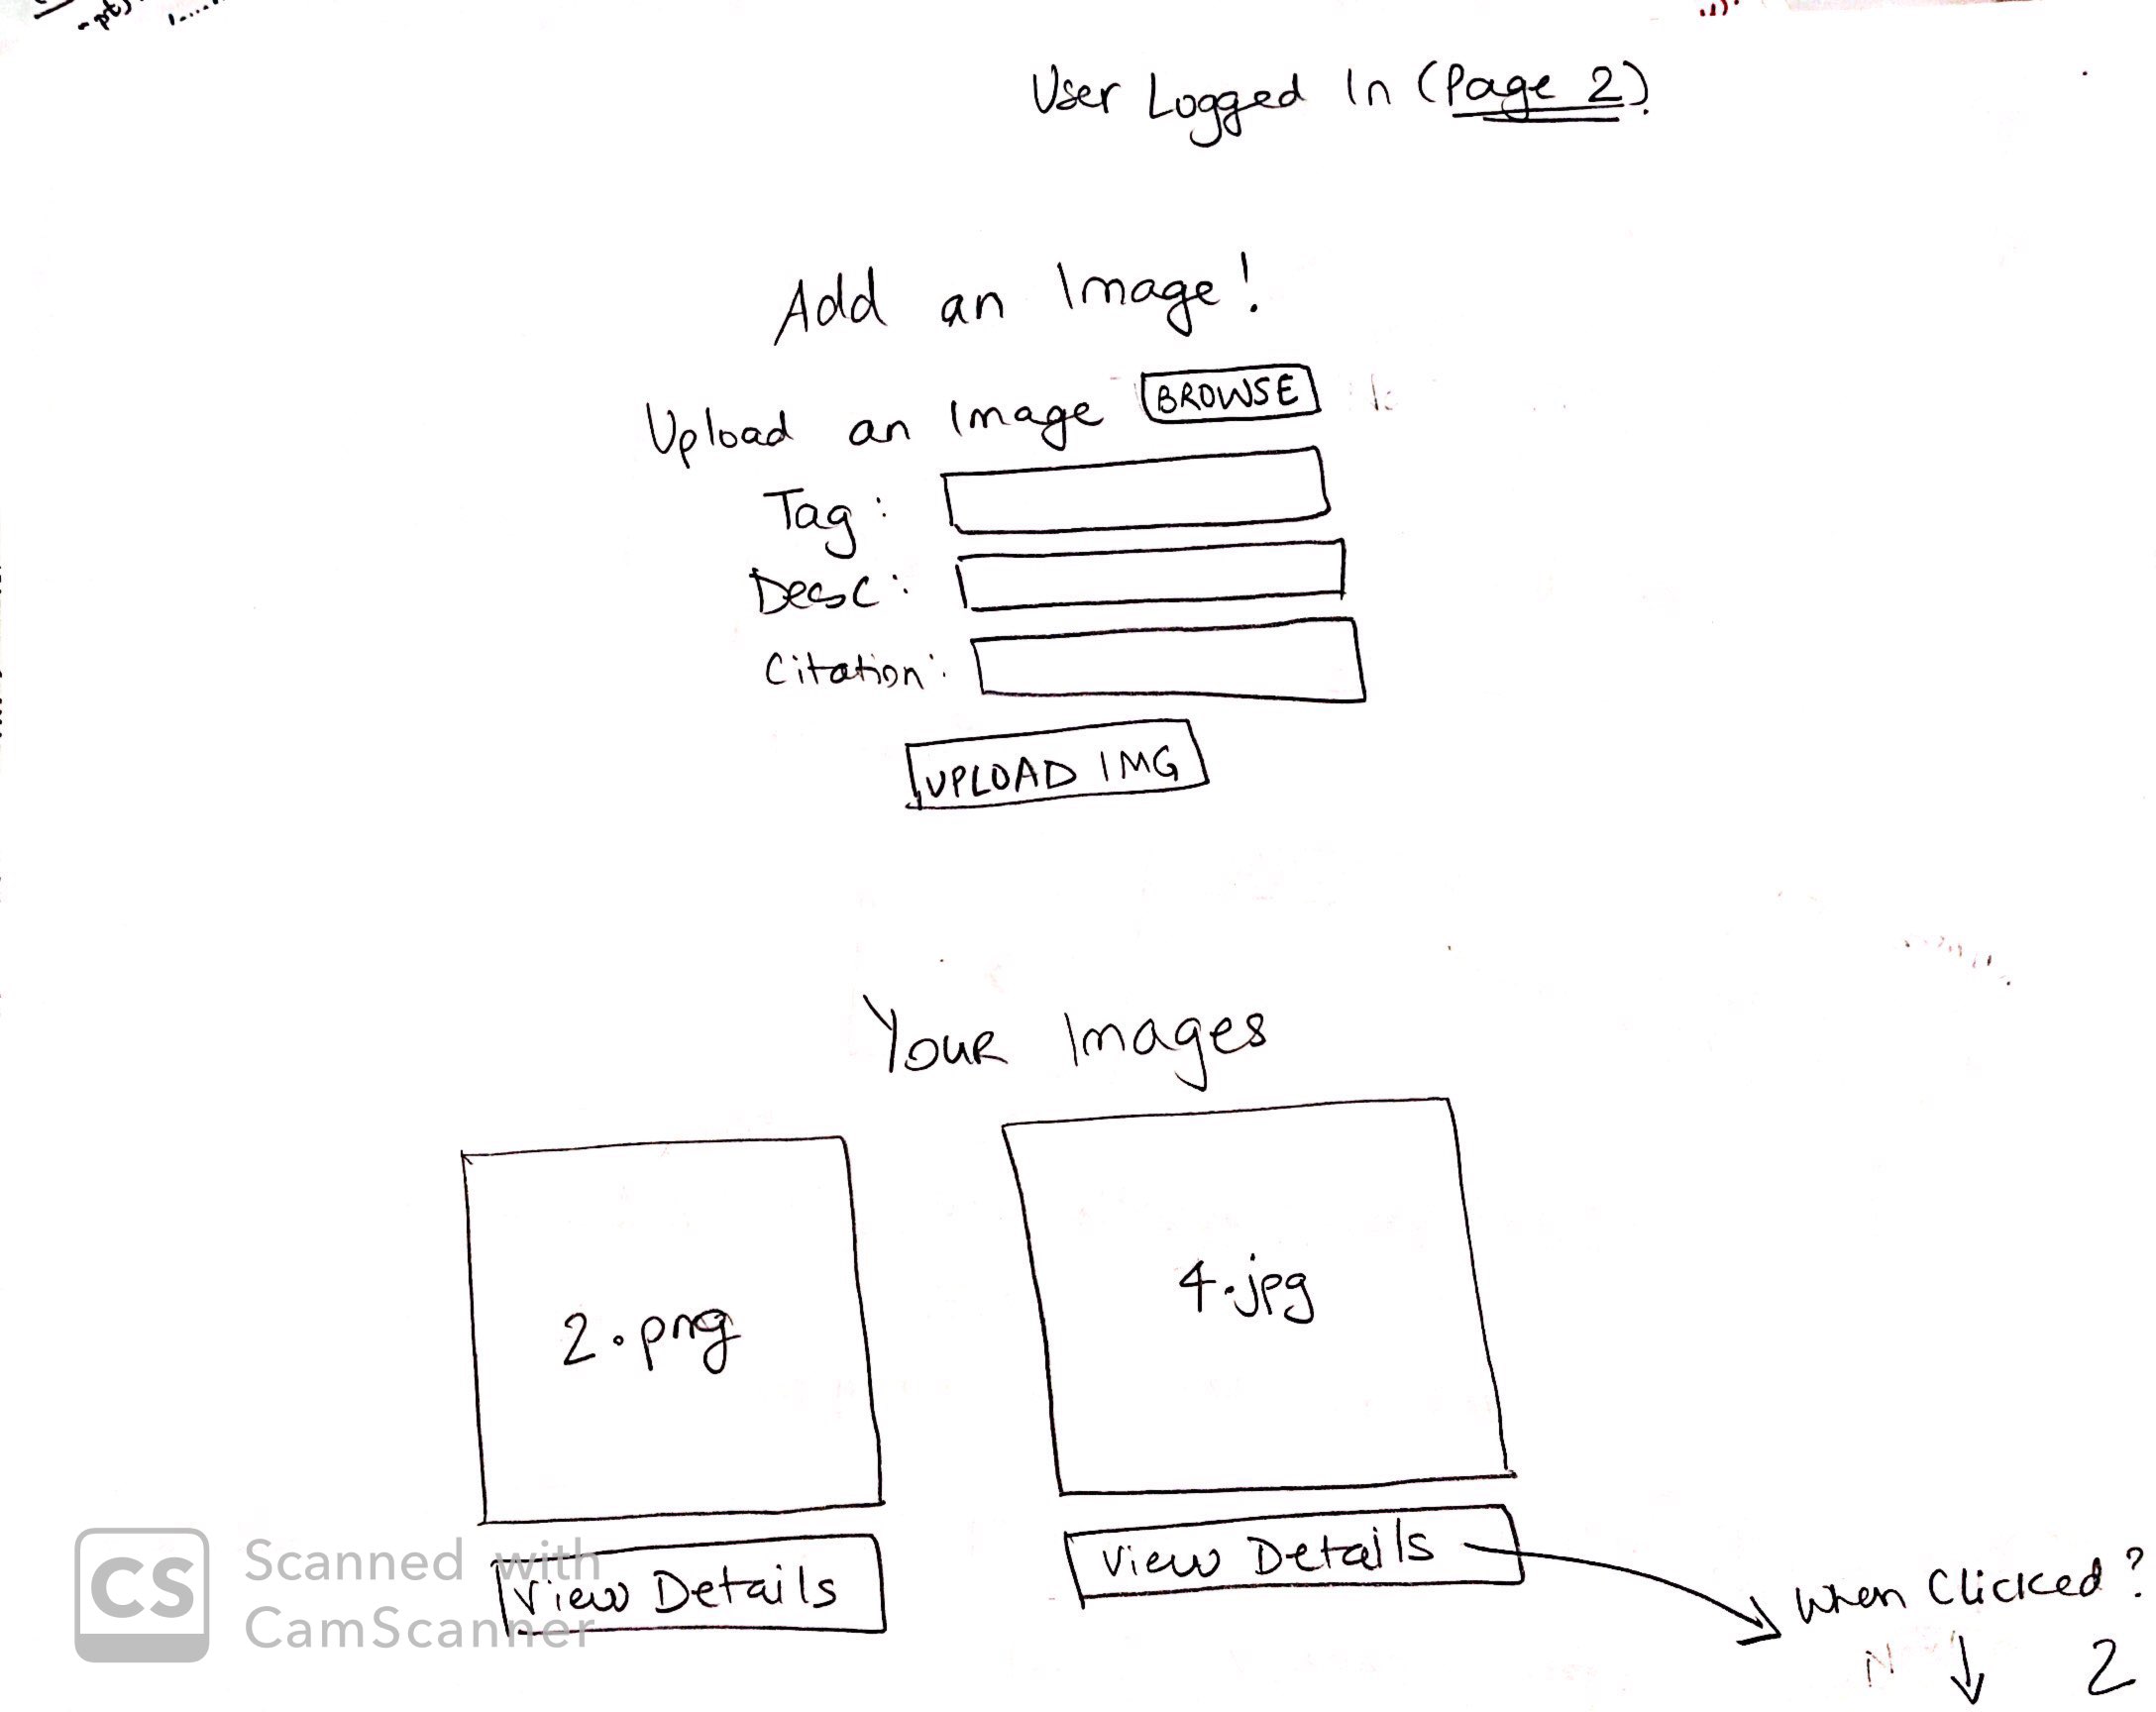 User Logged In (Page 2)
Add an Image!
Upload an Image BROWSE
Tag:
Desc:
Citation:
UPLOAD IMG
Your Images
2.png
4.jpg
View Details
View Details
When Clicked?
↓
2
CS
Scanned with
CamScanner